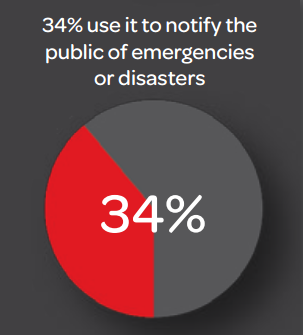 34% use it to notify the
public of emergencies
or disasters
34%